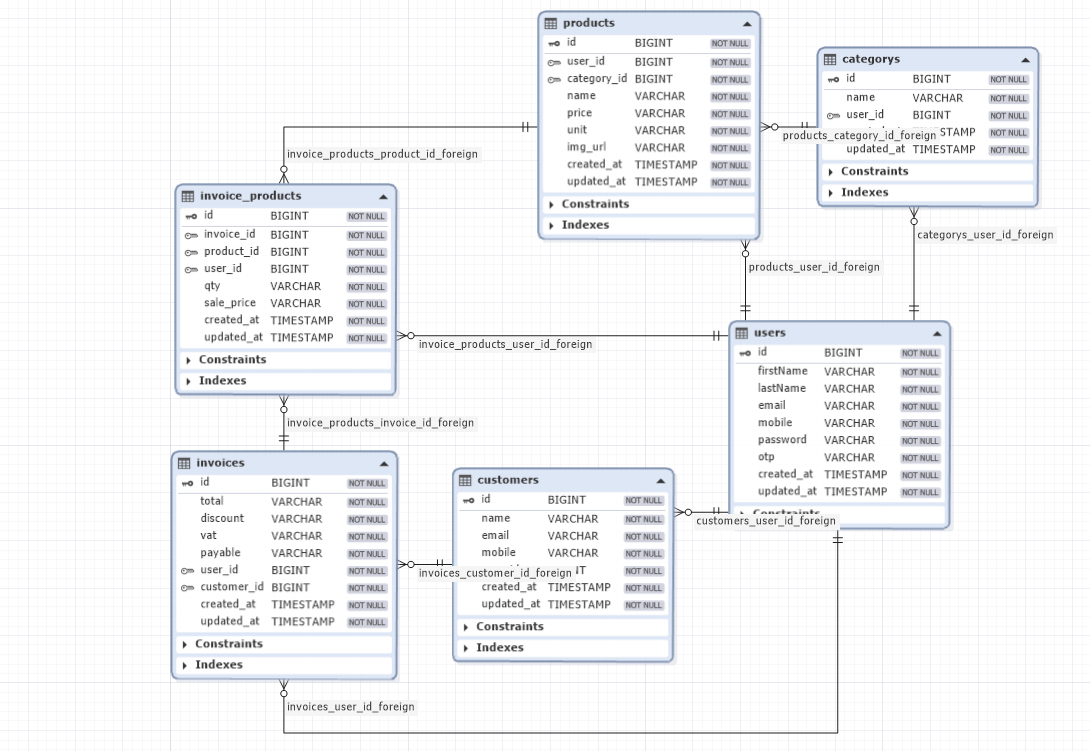 products
id BIGINT NOT NULL
user_id BIGINT NOT NULL
category_id BIGINT NOT NULL
name VARCHAR NOT NULL
price VARCHAR NOT NULL
unit VARCHAR NOT NULL
img_url VARCHAR NOT NULL
created_at TIMESTAMP NOT NULL
updated_at TIMESTAMP NOT NULL
Constraints
Indexes
categorys
id BIGINT NOT NULL
name VARCHAR NOT NULL
user_id BIGINT NOT NULL
STAMP NOT NULL
updated_at TIMESTAMP NOT NULL
Constraints
Indexes
products_category_id_foreign
invoice_products_product_id_foreign
invoice_products
id BIGINT NOT NULL
invoice_id BIGINT NOT NULL
product_id BIGINT NOT NULL
user_id BIGINT NOT NULL
qty VARCHAR NOT NULL
sale_price VARCHAR NOT NULL
created_at TIMESTAMP NOT NULL
updated_at TIMESTAMP NOT NULL
Constraints
Indexes
categorys_user_id_foreign
products_user_id_foreign
invoice_products_user_id_foreign
users
id BIGINT NOT NULL
firstName VARCHAR NOT NULL
lastName VARCHAR NOT NULL
email VARCHAR NOT NULL
mobile VARCHAR NOT NULL
password VARCHAR NOT NULL
otp VARCHAR NOT NULL
created_at TIMESTAMP NOT NULL
updated_at TIMESTAMP NOT NULL
Constraints
invoice_products_invoice_id_foreign
invoices
id BIGINT NOT NULL
total VARCHAR NOT NULL
discount VARCHAR NOT NULL
vat VARCHAR NOT NULL
payable VARCHAR NOT NULL
user_id BIGINT NOT NULL
customer_id BIGINT NOT NULL
created_at TIMESTAMP NOT NULL
updated_at TIMESTAMP NOT NULL
Constraints
Indexes
customers
id BIGINT NOT NULL
name VARCHAR NOT NULL
email VARCHAR NOT NULL
mobile VARCHAR NOT NULL
NOT NULL
created_at TIMESTAMP NOT NULL
updated_at TIMESTAMP NOT NULL
Constraints
Indexes
customers_user_id_foreign
invoices_customer_id_foreign
invoices_user_id_foreign